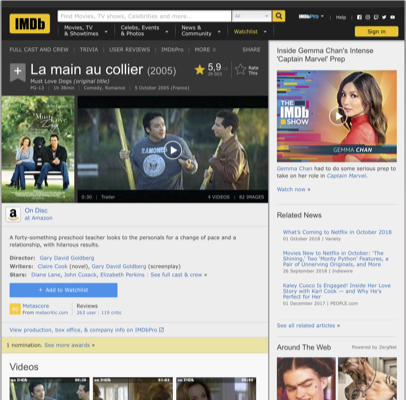 IMDb
Find Movies, TV shows, Celebrities and more...
All
IMDbPro
Help
Movies, TV
& Showtimes
Celebs, Events
& Photos
News &
Community
Watchlist
Sign in
FULL CAST AND CREW | TRIVIA | USER REVIEWS | IMDbPro | MORE
SHARE
+ La main au collier (2005)
Must Love Dogs (original title)
PG-13 | 1h 38min | Comedy, Romance | 5 October 2005 (France)
5,9
Rate
This
Must Love Dogs
0:30 | Trailer
4 VIDEOS | 82 IMAGES
On Disc
at Amazon
A forty-something preschool teacher looks to the personals for a change of pace and a
relationship, with hilarious results.
Director: Gary David Goldberg
Writers: Claire Cook (novel), Gary David Goldberg (screenplay)
Stars: Diane Lane, John Cusack, Elizabeth Perkins | See full cast & crew »
+ Add to Watchlist
Metascore
From metacritic.com
Reviews
263 user | 119 critic
View production, box office, & company info on IMDbPro
1 nomination. See more awards »
Videos
Inside Gemma Chan's Intense
'Captain Marvel' Prep
THE
IMDb
SHOW
GEMMA CHAN
Gemma Chan had to do some serious prep to
take on her role in Captain Marvel.
Watch now »
Related News
What's Coming to Netflix in October 2018
01 October 2018 | Variety
Movies New to Netflix in October: 'The
Shining,' Two 'Monty Python' Features, a
Pair of Unnerving Originals, and More
26 September 2018 | Indiewire
Kaley Cuoco Is Engaged! Inside Her Love
Story with Karl Cook — and Why He's
Perfect for Her
01 December 2017 | PEOPLE.com
See all related articles »
Around The Web
Powered by ZergNet